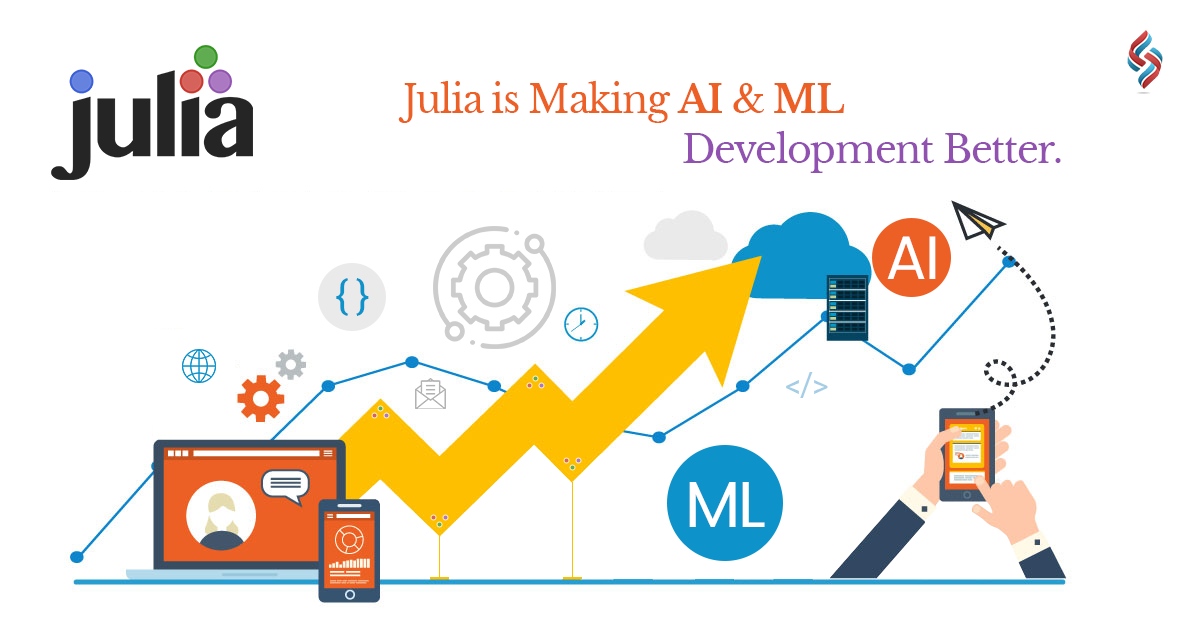 julia
Julia is Making AI & ML
Development Better.
AI
{ }
</>
ML